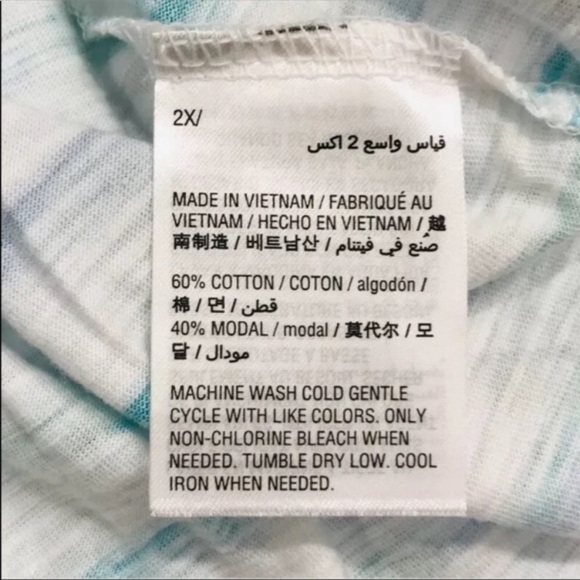 2X/
قياس واسع 2 اكس
MADE IN VIETNAM / FABRIQUÉ AU
VIETNAM / HECHO EN VIETNAM / 越
南制造 / 베트남산 / صُنع في فيتنام
60% COTTON / COTON / algodón /
棉 / 면 / قطن
40% MODAL / modal / 莫代尔 / 모
달 / مودال
MACHINE WASH COLD GENTLE
CYCLE WITH LIKE COLORS. ONLY
NON-CHLORINE BLEACH WHEN
NEEDED. TUMBLE DRY LOW. COOL
IRON WHEN NEEDED.